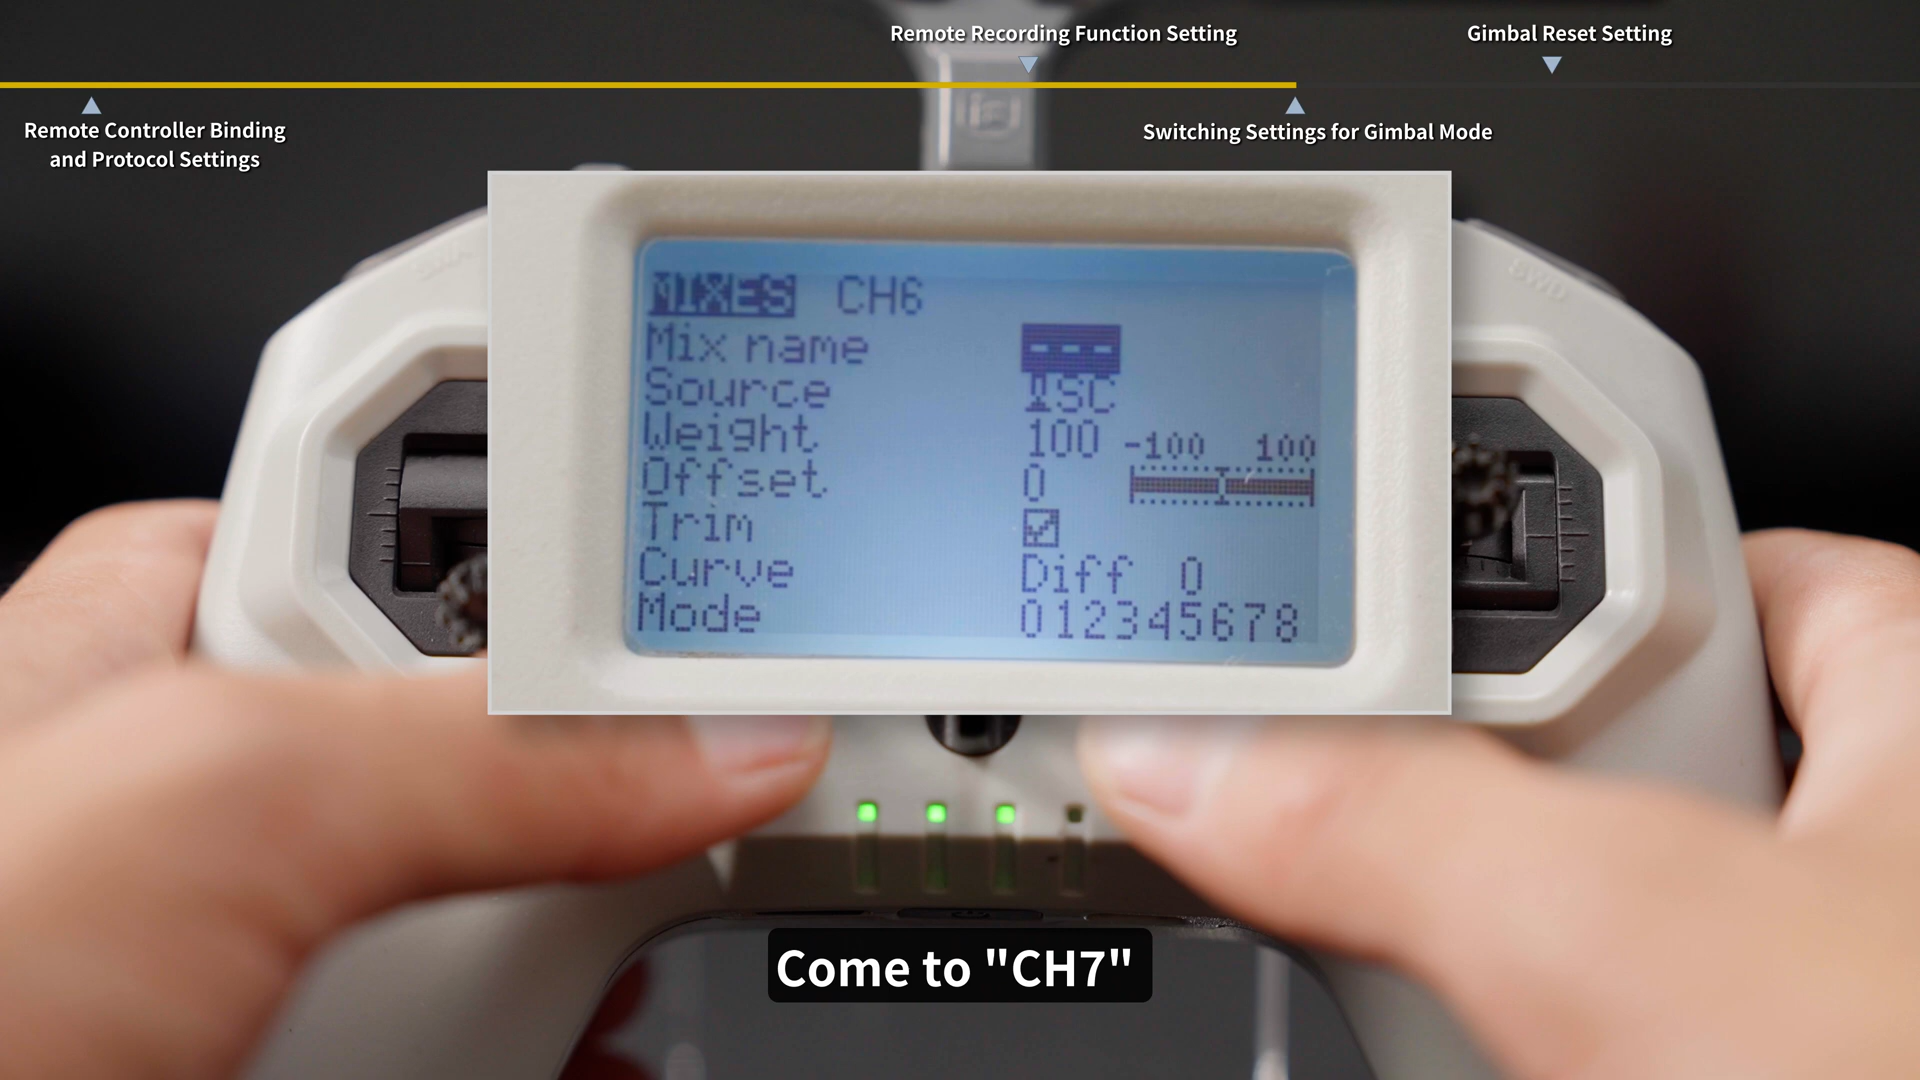 Remote Recording Function Setting
Gimbal Reset Setting
Remote Controller Binding
and Protocol Settings
Switching Settings for Gimbal Mode
SWD
MIXES CH6
Mix name ---
Source SC
Weight 100 -100 100
Offset 0
Trim
Curve Diff 0
Mode 012345678
Come to "CH7"